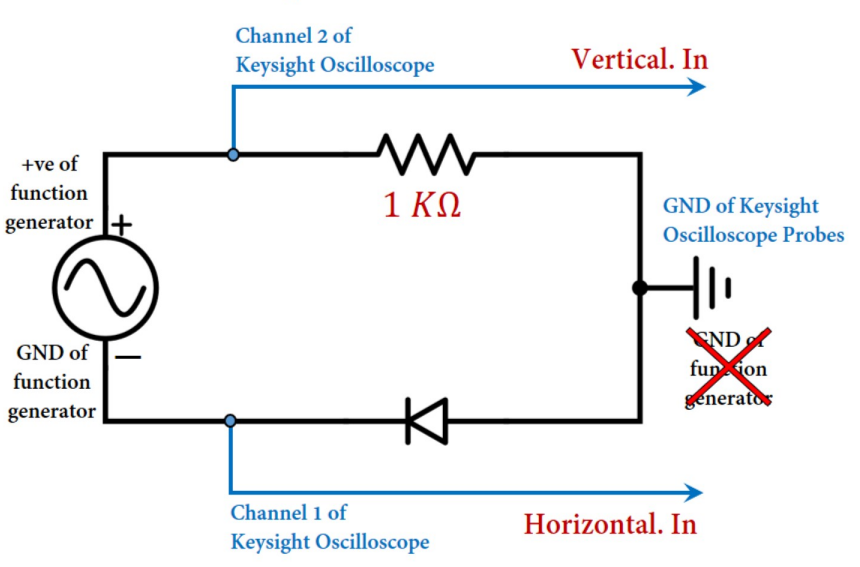 Channel 2 of
Keysight Oscilloscope
Vertical. In
+ve of
function
generator
+
1 KΩ
GND of Keysight
Oscilloscope Probes
GND of
function
generator
GND of
function
generator
−
Channel 1 of
Keysight Oscilloscope
Horizontal. In